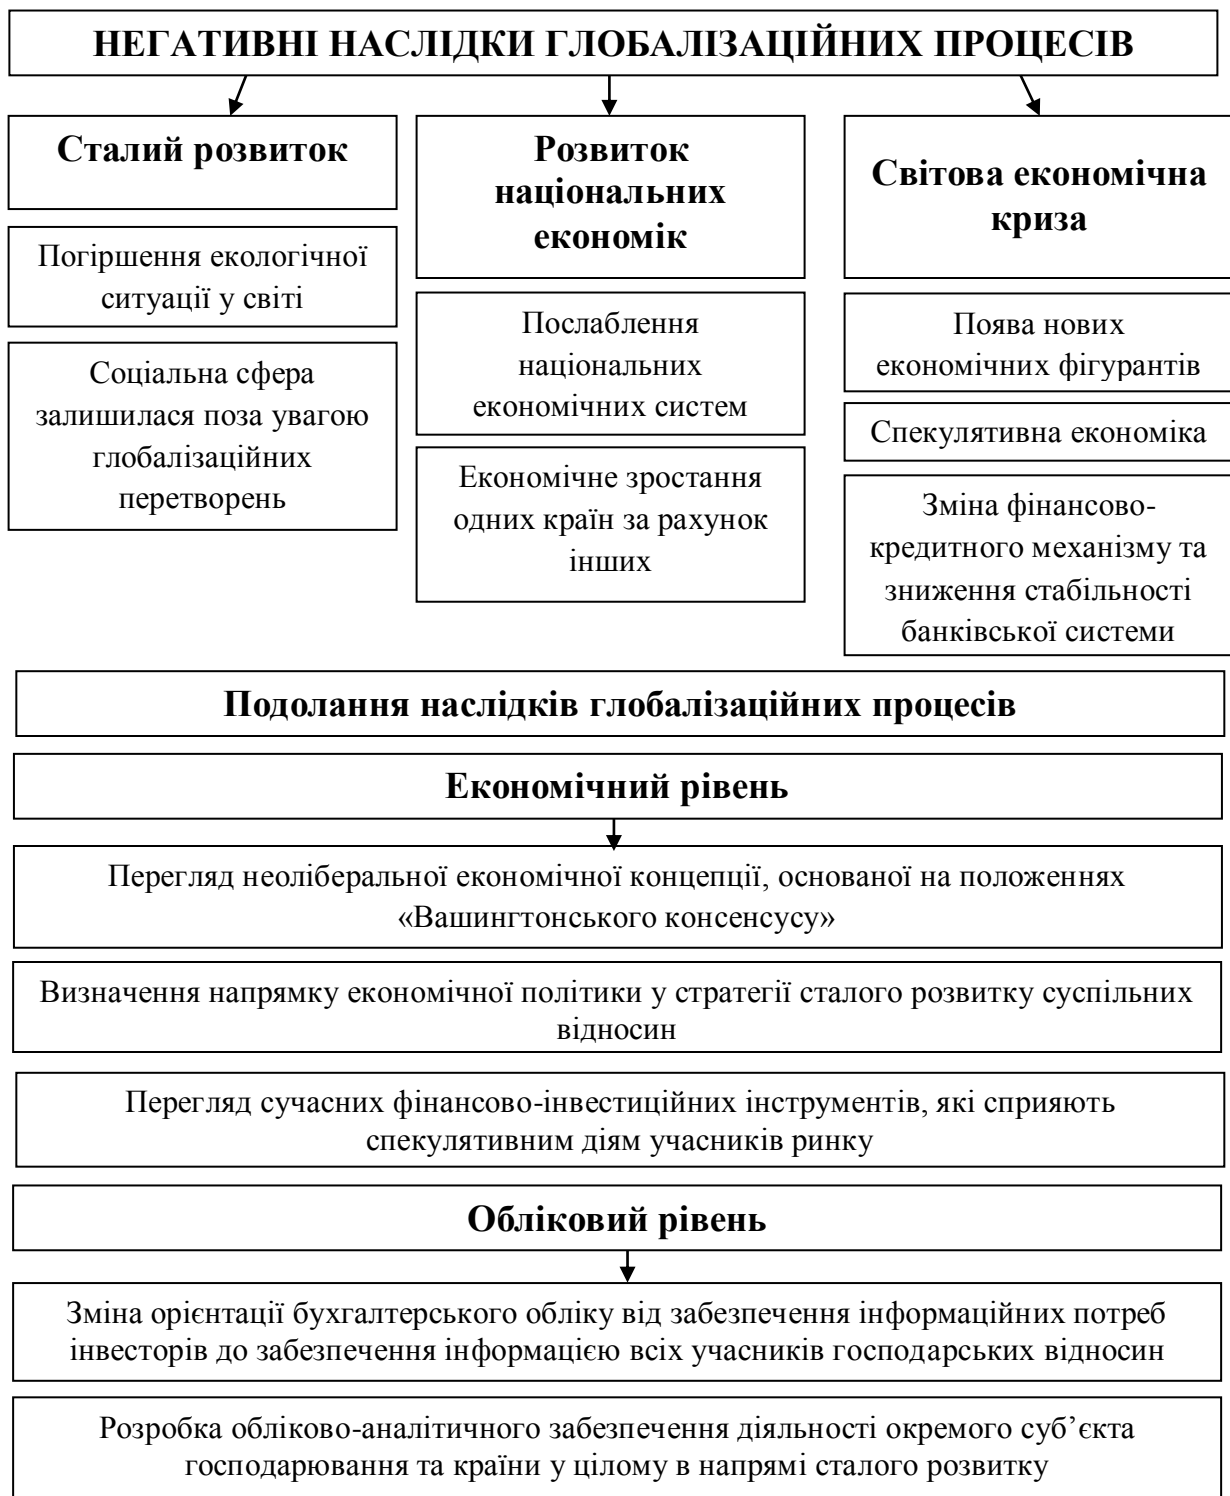 НЕГАТИВНІ НАСЛІДКИ ГЛОБАЛІЗАЦІЙНИХ ПРОЦЕСІВ
Сталий розвиток
Погіршення екологічної
ситуації у світі
Соціальна сфера
залишилася поза увагою
глобалізаційних
перетворень
Розвиток
національних
економік
Послаблення
національних
економічних систем
Економічне зростання
одних країн за рахунок
інших
Світова економічна
криза
Поява нових
економічних фігурантів
Спекулятивна економіка
Зміна фінансово-
кредитного механізму та
зниження стабільності
банківської системи
Подолання наслідків глобалізаційних процесів
Економічний рівень
Перегляд неоліберальної економічної концепції, основаної на положеннях
«Вашингтонського консенсусу»
Визначення напрямку економічної політики у стратегії сталого розвитку суспільних
відносин
Перегляд сучасних фінансово-інвестиційних інструментів, які сприяють
спекулятивним діям учасників ринку
Обліковий рівень
Зміна орієнтації бухгалтерського обліку від забезпечення інформаційних потреб
інвесторів до забезпечення інформацією всіх учасників господарських відносин
Розробка обліково-аналітичного забезпечення діяльності окремого суб’єкта
господарювання та країни у цілому в напрямі сталого розвитку